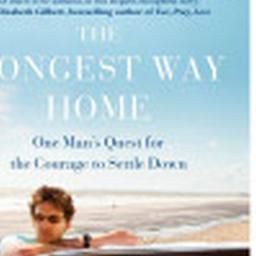 Elizabeth Gilbert, bestselling author of Eat, Pray, Love
THE
ONGEST WAY
HOME
One Man's Quest for
the Courage to Settle Down